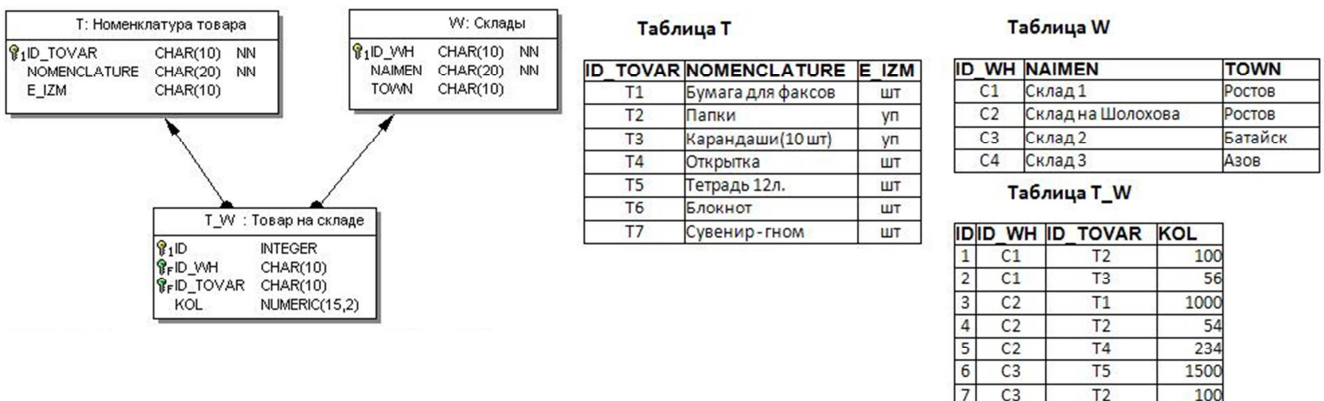 T: Номенклатура товара
1 ID_TOVAR CHAR(10) NN
NOMENCLATURE CHAR(20) NN
E_IZM CHAR(10)
W: Склады
1 ID_WH CHAR(10) NN
NAIMEN CHAR(20) NN
TOWN CHAR(10)
T_W : Товар на складе
1 ID INTEGER
F ID_WH CHAR(10)
F ID_TOVAR CHAR(10)
KOL NUMERIC(15,2)
Таблица T
ID_TOVAR NOMENCLATURE E_IZM
T1 Бумага для факсов шт
T2 Папки уп
T3 Карандаши(10 шт) уп
T4 Открытка шт
T5 Тетрадь 12л. шт
T6 Блокнот шт
T7 Сувенир-гном шт
Таблица W
ID_WH NAIMEN TOWN
C1 Склад 1 Ростов
C2 Склад на Шолохова Ростов
C3 Склад 2 Батайск
C4 Склад 3 Азов
Таблица T_W
ID ID_WH ID_TOVAR KOL
1 C1 T2 100
2 C1 T3 56
3 C2 T1 1000
4 C2 T2 54
5 C2 T4 234
6 C3 T5 1500
7 C3 T2 100